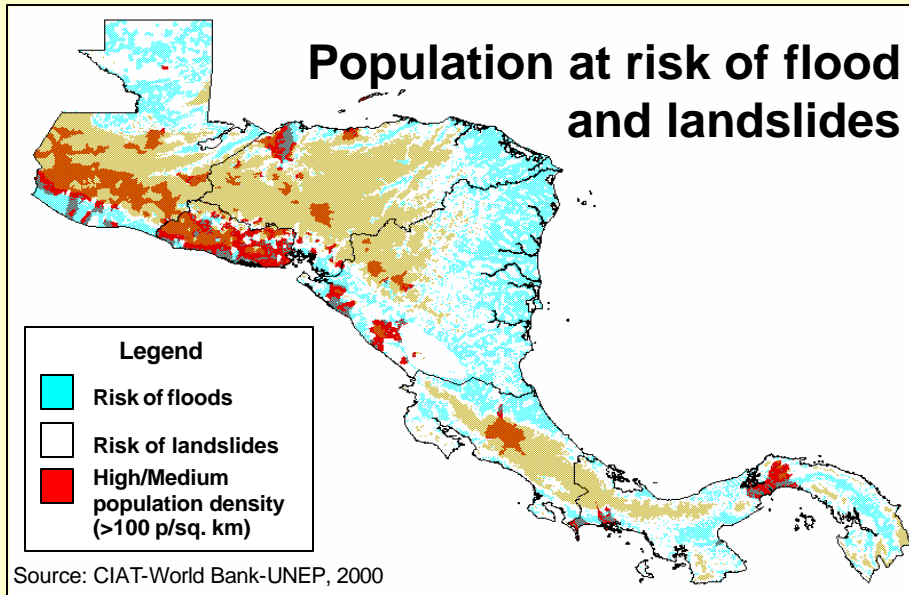 Population at risk of flood
and landslides
Legend
Risk of floods
Risk of landslides
High/Medium
population density
(>100 p/sq. km)
Source: CIAT-World Bank-UNEP, 2000